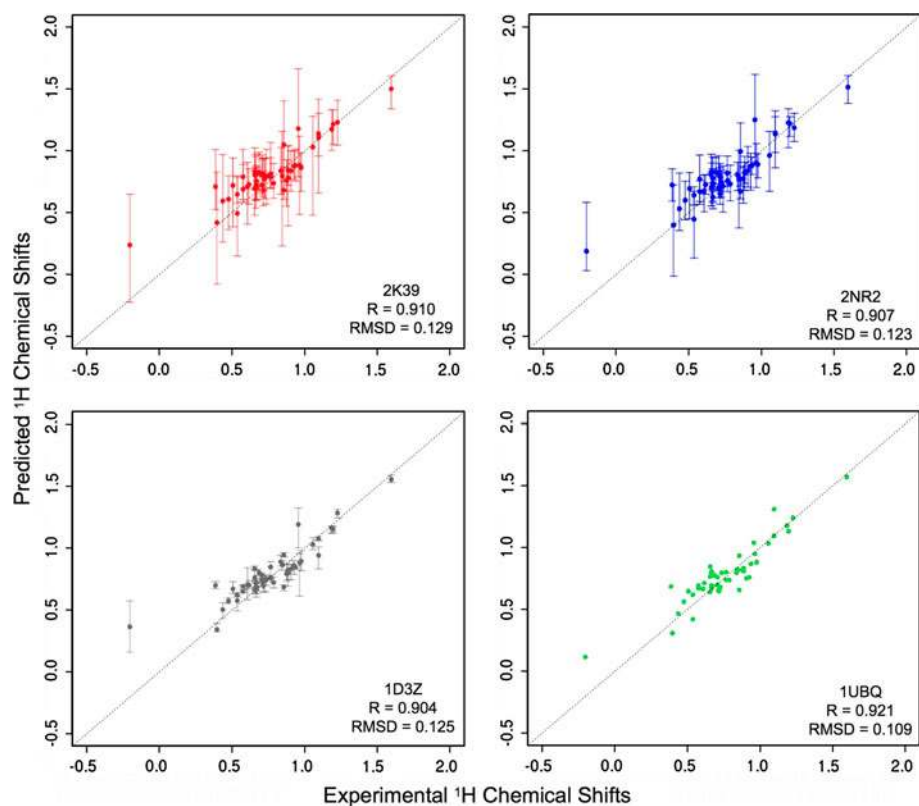 Predicted ¹H Chemical Shifts
2.0
1.5
1.0
0.5
0.0
-0.5
2K39
R = 0.910
RMSD = 0.129
-0.5 0.0 0.5 1.0 1.5 2.0
2.0
1.5
1.0
0.5
0.0
-0.5
2NR2
R = 0.907
RMSD = 0.123
-0.5 0.0 0.5 1.0 1.5 2.0
2.0
1.5
1.0
0.5
0.0
-0.5
1D3Z
R = 0.904
RMSD = 0.125
-0.5 0.0 0.5 1.0 1.5 2.0
2.0
1.5
1.0
0.5
0.0
-0.5
1UBQ
R = 0.921
RMSD = 0.109
-0.5 0.0 0.5 1.0 1.5 2.0
Experimental ¹H Chemical Shifts